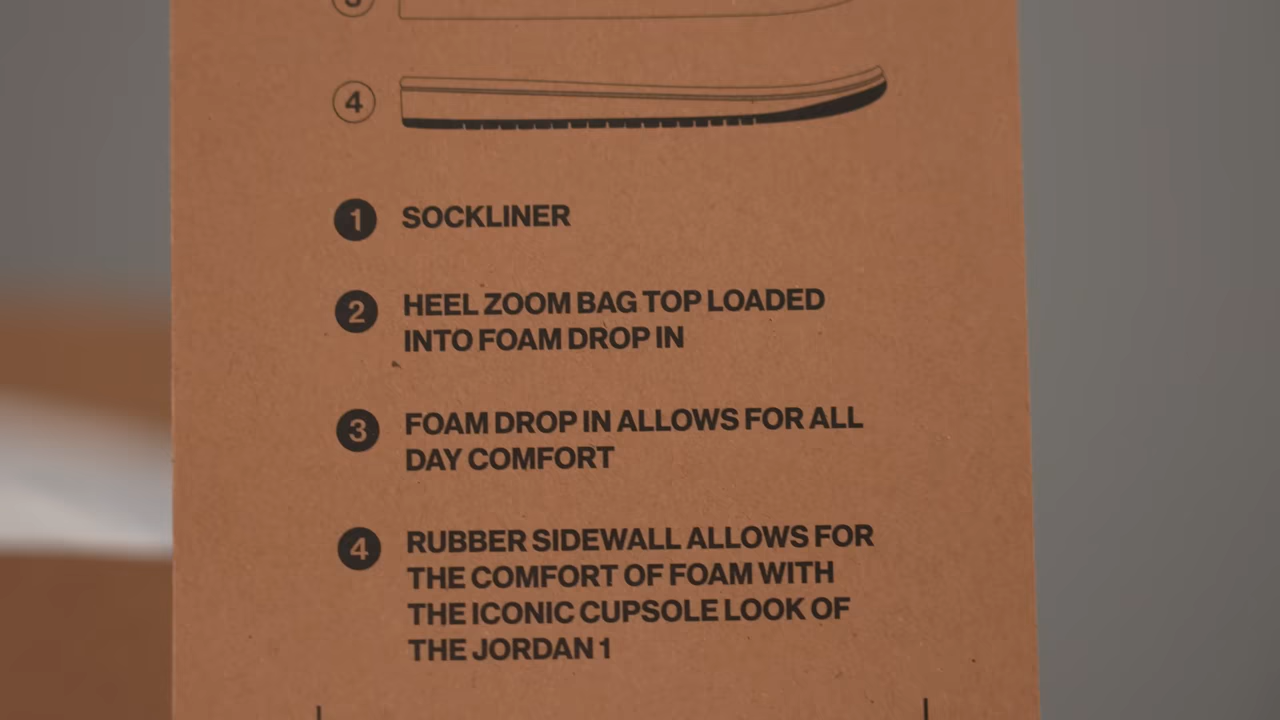 3
4
1 SOCKLINER
2 HEEL ZOOM BAG TOP LOADED
INTO FOAM DROP IN
3 FOAM DROP IN ALLOWS FOR ALL
DAY COMFORT
4 RUBBER SIDEWALL ALLOWS FOR
THE COMFORT OF FOAM WITH
THE ICONIC CUPSOLE LOOK OF
THE JORDAN 1